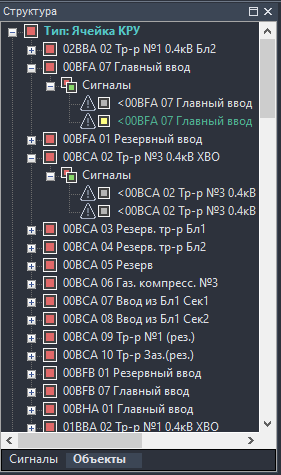 Структура
Тип: Ячейка КРУ
02BBA 02 Тр-р №1 0.4кВ Бл2
00BFA 07 Главный ввод
Сигналы
<00BFA 07 Главный ввод
<00BFA 07 Главный ввод
00BFA 01 Резервный ввод
00BCA 02 Тр-р №3 0.4кВ ХВО
Сигналы
<00BCA 02 Тр-р №3 0.4кВ
<00BCA 02 Тр-р №3 0.4кВ
00BCA 03 Резерв. тр-р Бл1
00BCA 04 Резерв. тр-р Бл2
00BCA 05 Резерв
00BCA 06 Газ. компресс. №3
00BCA 07 Ввод из Бл1 Сек1
00BCA 08 Ввод из Бл1 Сек2
00BCA 09 Тр-р №1 (рез.)
00BCA 10 Тр-р Заз.(рез.)
00BFB 01 Резервный ввод
00BFB 07 Главный ввод
00BHA 01 Главный ввод
01BBA 02 Тр-р №1 0.4кВ ХВО
Сигналы Объекты